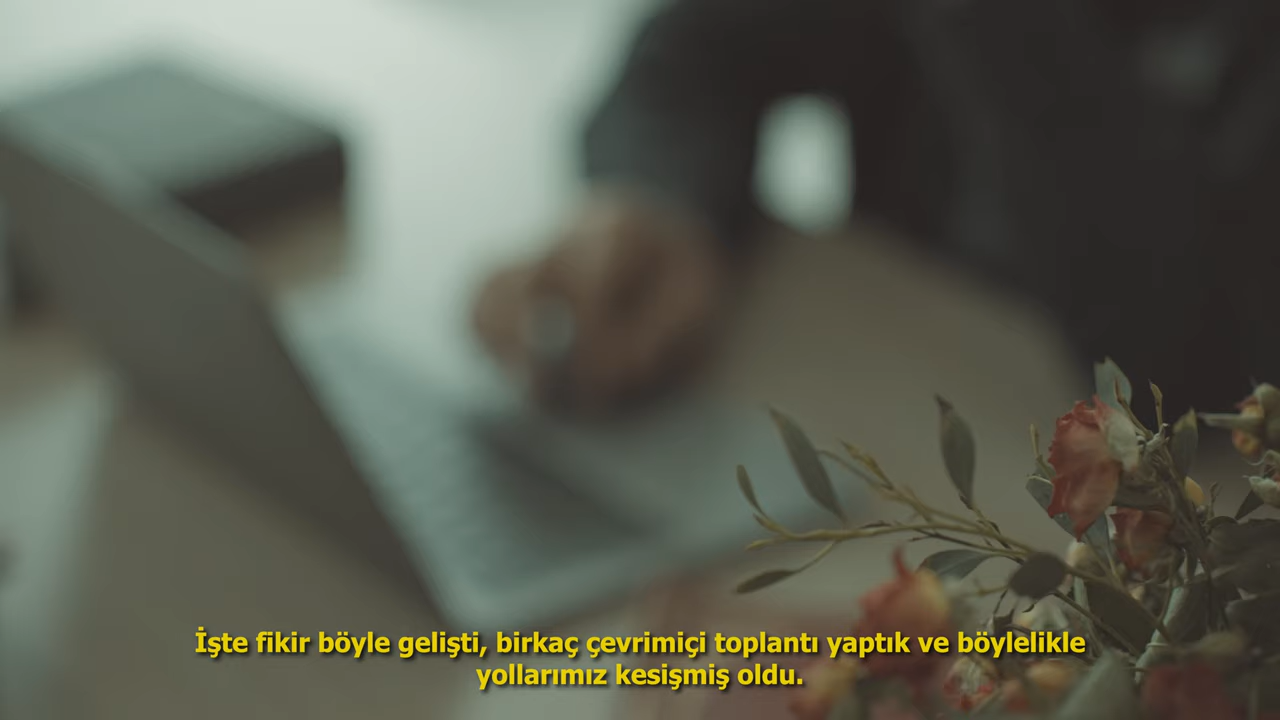 İşte fikir böyle gelişti, birkaç çevrimiçi toplantı yaptık ve böylelikle
yollarımız kesişmiş oldu.